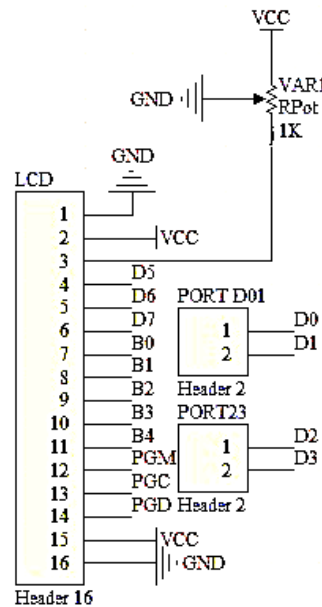 VCC
VAR1
RPot
1K
GND
GND
LCD
1
2 VCC
3
4 D5
5 D6
6 D7
7 B0
8 B1
9 B2
10 B3
11 B4
12 PGM
13 PGC
14 PGD
15 VCC
16 GND
Header 16
PORT D01
1 D0
2 D1
Header 2
PORT23
1 D2
2 D3
Header 2